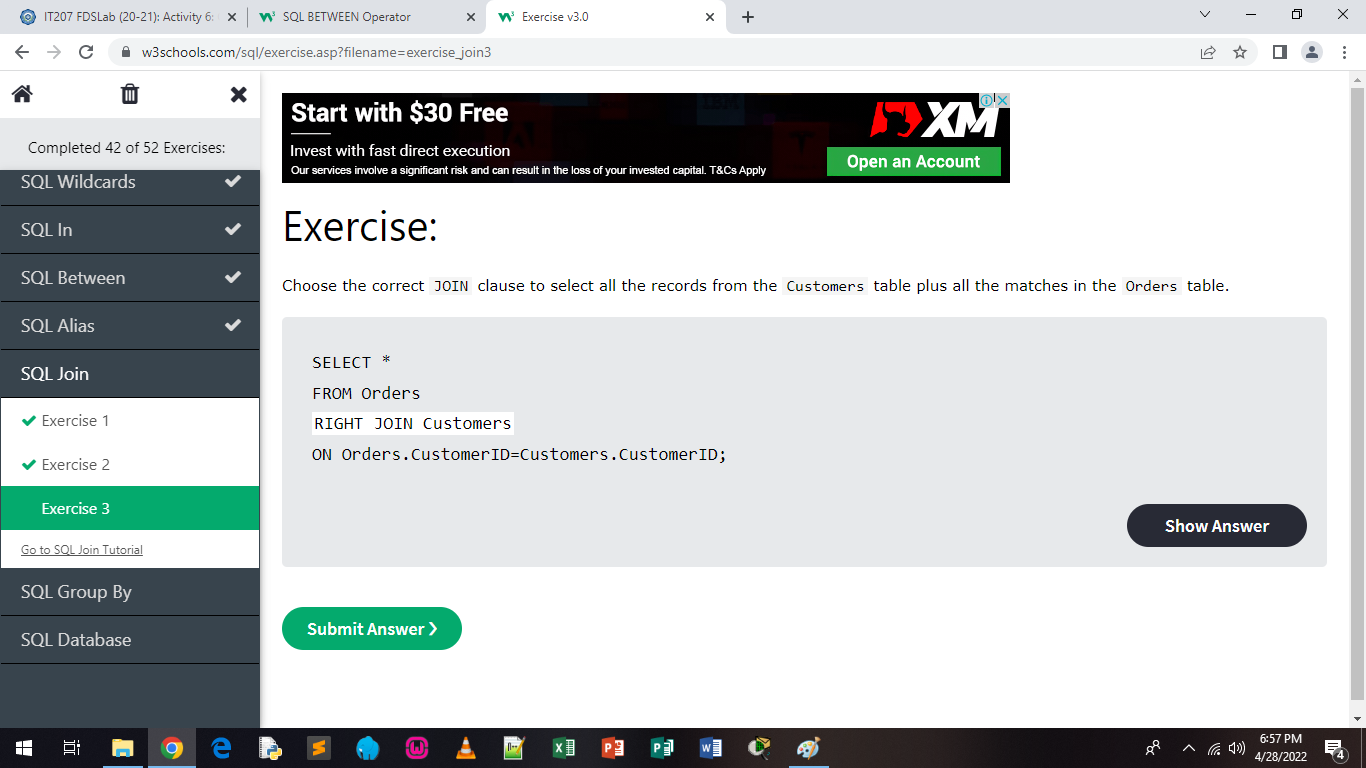 IT207 FDSLab (20-21): Activity 6:
SQL BETWEEN Operator
Exercise v3.0
w3schools.com/sql/exercise.asp?filename=exercise_join3
Completed 42 of 52 Exercises:
SQL Wildcards
SQL In
SQL Between
SQL Alias
SQL Join
Exercise 1
Exercise 2
Exercise 3
Go to SQL Join Tutorial
SQL Group By
SQL Database
Start with $30 Free
Invest with fast direct execution
Our services involve a significant risk and can result in the loss of your invested capital. T&Cs Apply
XM
Open an Account
Exercise:
Choose the correct JOIN clause to select all the records from the Customers table plus all the matches in the Orders table.
SELECT *
FROM Orders
RIGHT JOIN Customers
ON Orders.CustomerID=Customers.CustomerID;
Show Answer
Submit Answer ❯
6:57 PM
4/28/2022
4